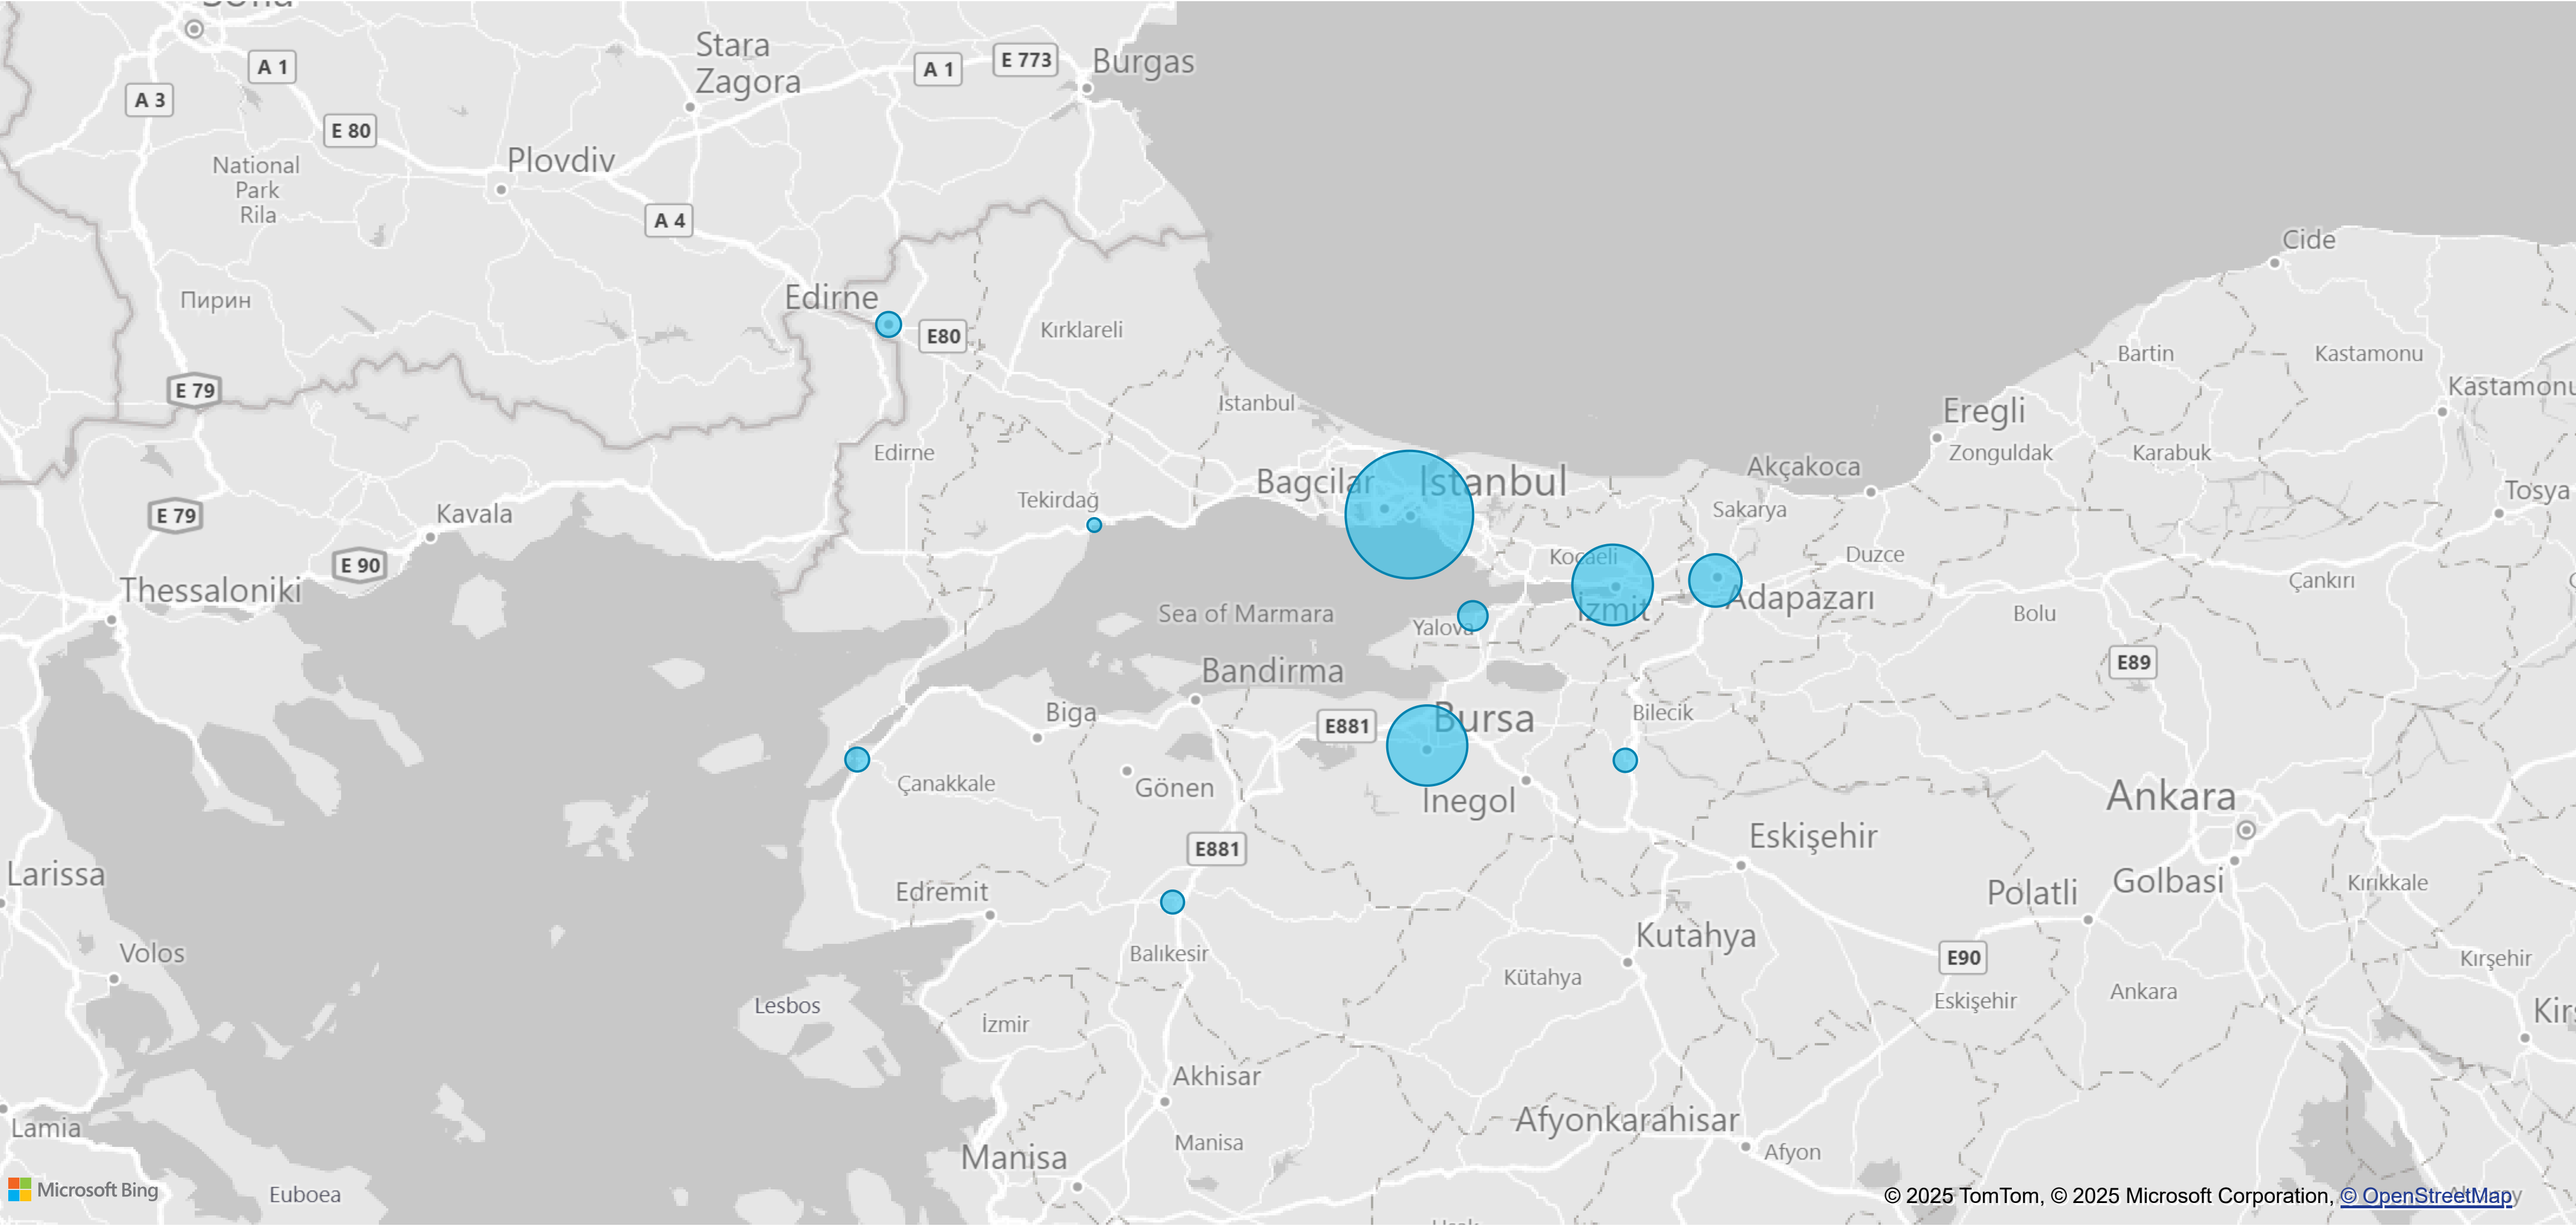 Sofia
A 1
A 3
E 80
Stara
Zagora
A 1
E 773
Burgas
National
Park
Rila
Plovdiv
A 4
Пирин
Edirne
E80
Kırklareli
Cide
Bartin
Kastamonu
Kastamonu
E 79
Istanbul
Eregli
Zonguldak
Karabuk
Edirne
Tekirdağ
Bagcilar
Istanbul
Akçakoca
Sakarya
Tosya
E 79
Kavala
E 90
Kocaeli
Duzce
Çankırı
Thessaloniki
Sea of Marmara
Yalova
Izmit
Adapazarı
Bolu
E89
Bandirma
Biga
E881
Bursa
Bilecik
Çanakkale
Gönen
Inegol
Ankara
E881
Eskişehir
Larissa
Edremit
Polatli
Golbasi
Kırıkkale
Volos
Balıkesir
Kutahya
Kütahya
E90
Kırşehir
Lesbos
İzmir
Eskişehir
Ankara
Kirş
Akhisar
Lamia
Manisa
Afyonkarahisar
Afyon
Manisa
Euboea
Microsoft Bing
© 2025 TomTom, © 2025 Microsoft Corporation, © OpenStreetMap